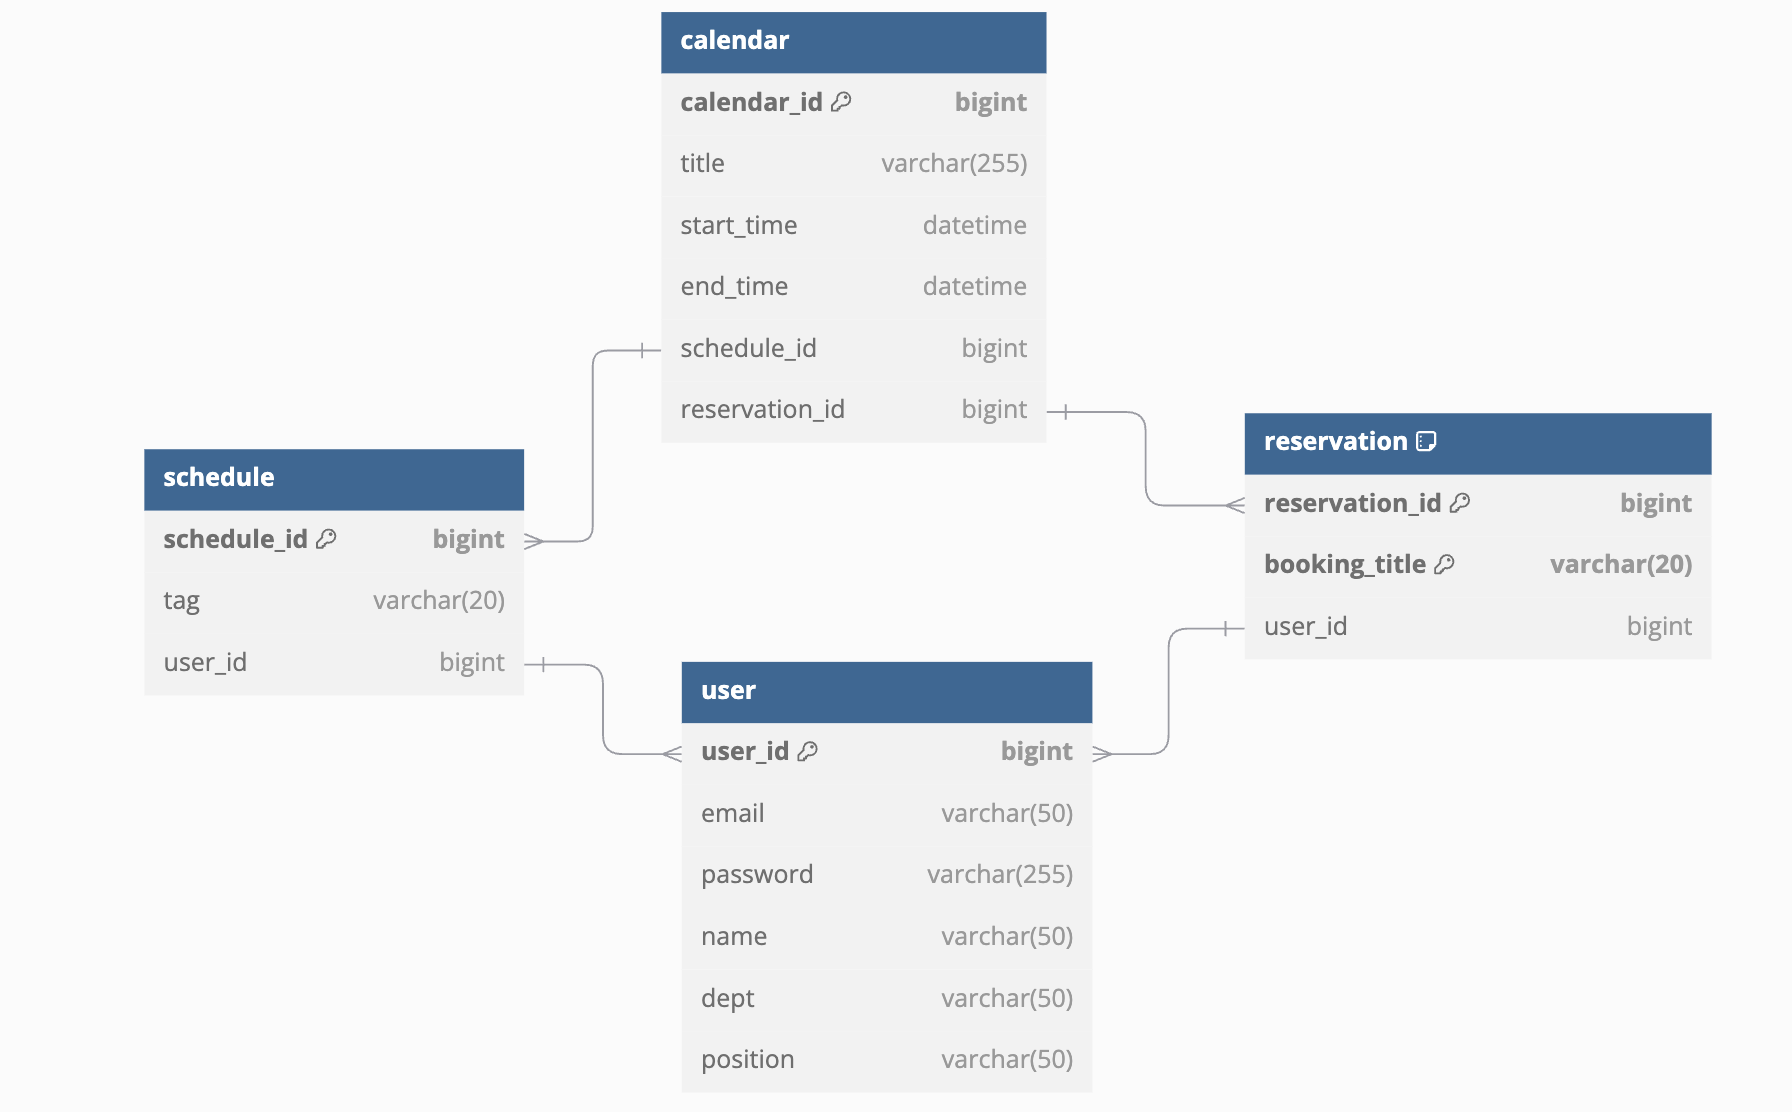 calendar
calendar_id bigint
title varchar(255)
start_time datetime
end_time datetime
schedule_id bigint
reservation_id bigint
schedule
schedule_id bigint
tag varchar(20)
user_id bigint
reservation
reservation_id bigint
booking_title varchar(20)
user_id bigint
user
user_id bigint
email varchar(50)
password varchar(255)
name varchar(50)
dept varchar(50)
position varchar(50)